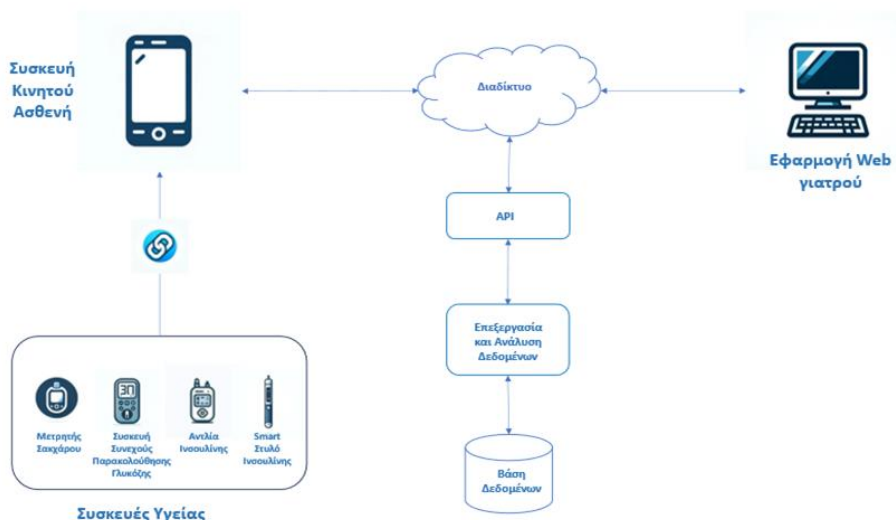 Συσκευή
Κινητού
Ασθενή
Διαδίκτυο
Εφαρμογή Web
γιατρού
API
Επεξεργασία
και Ανάλυση
Δεδομένων
Βάση
Δεδομένων
30
Μετρητής
Σακχάρου
Συσκευή
Συνεχούς
Παρακολούθησης
Γλυκόζης
Αντλία
Ινσουλίνης
Smart
Στυλό
Ινσουλίνης
Συσκευές Υγείας